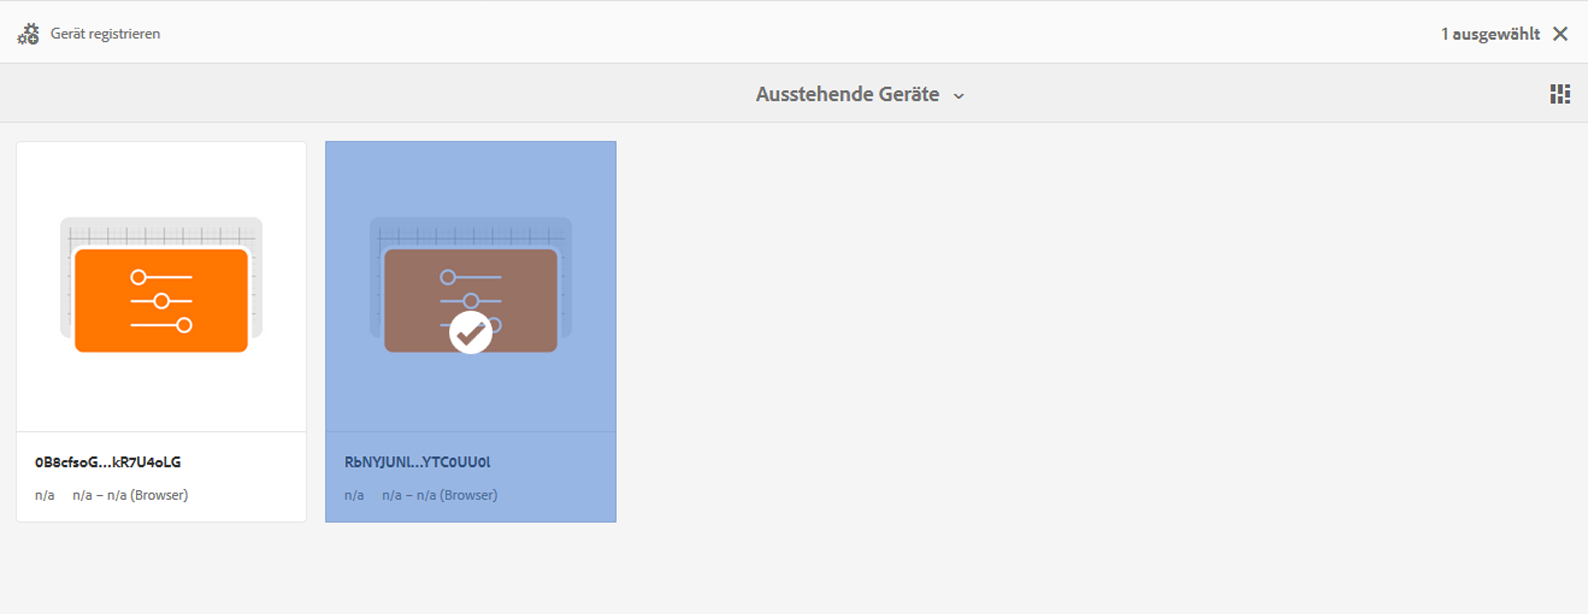 Gerät registrieren
1 ausgewählt
Ausstehende Geräte
0B8cfsoG...kR7U4oLG
n/a n/a – n/a (Browser)
RbNYJUNl...YTC0UU0l
n/a n/a – n/a (Browser)